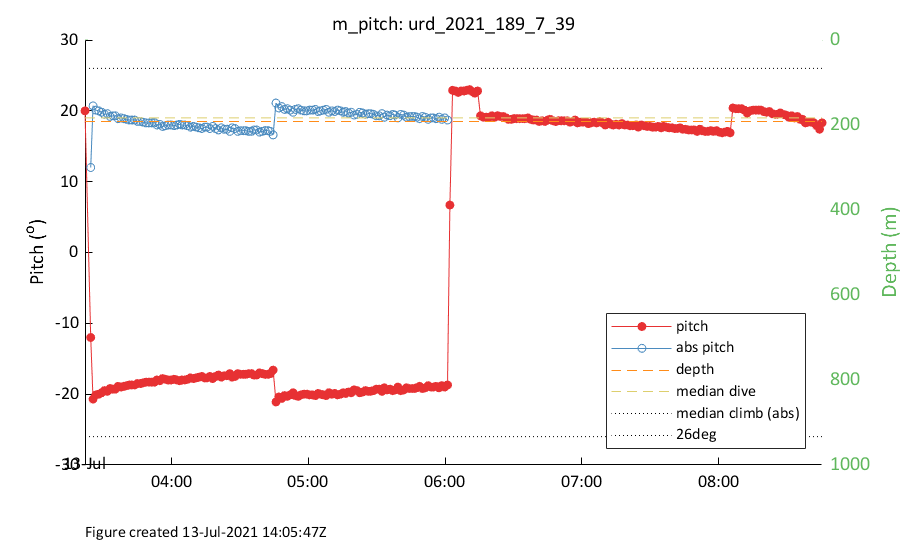 m_pitch: urd_2021_189_7_39
30
20
10
0
-10
-20
-30
Pitch (º)
0
200
400
600
800
1000
Depth (m)
pitch
abs pitch
depth
median dive
median climb (abs)
26deg
13-Jul
04:00
05:00
06:00
07:00
08:00
Figure created 13-Jul-2021 14:05:47Z